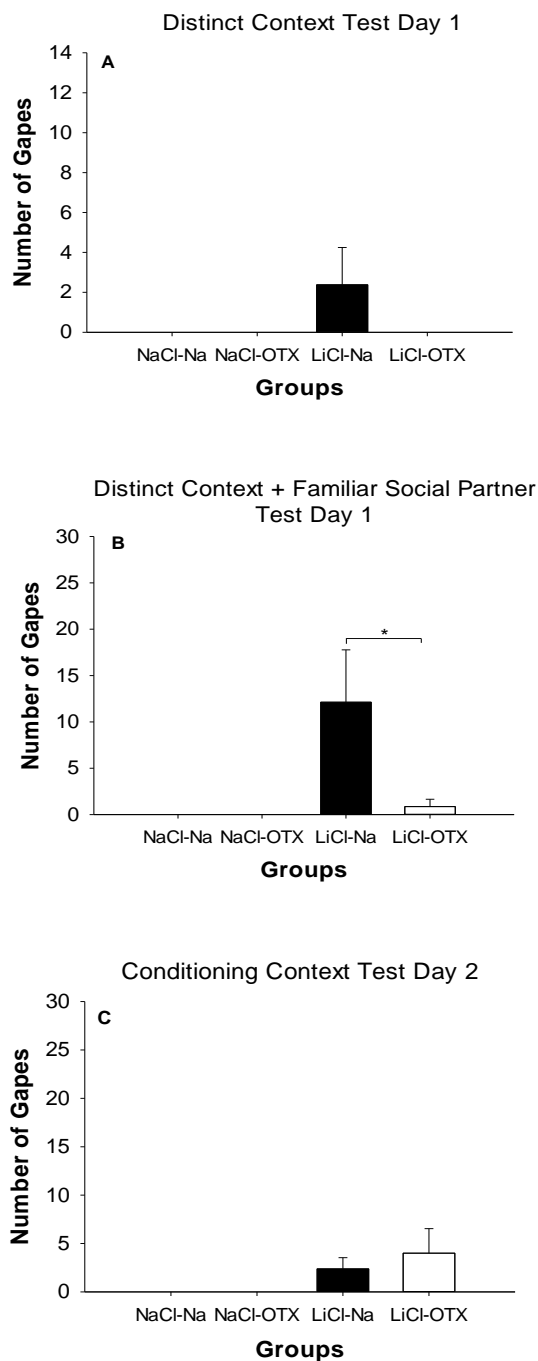 Distinct Context Test Day 1
A
14
12
10
8
6
4
2
0
Number of Gapes
NaCl-Na NaCl-OTX LiCl-Na LiCl-OTX
Groups
Distinct Context + Familiar Social Partner
Test Day 1
B
30
25
20
15
10
5
0
Number of Gapes
*
NaCl-Na NaCl-OTX LiCl-Na LiCl-OTX
Groups
Conditioning Context Test Day 2
C
30
25
20
15
10
5
0
Number of Gapes
NaCl-Na NaCl-OTX LiCl-Na LiCl-OTX
Groups